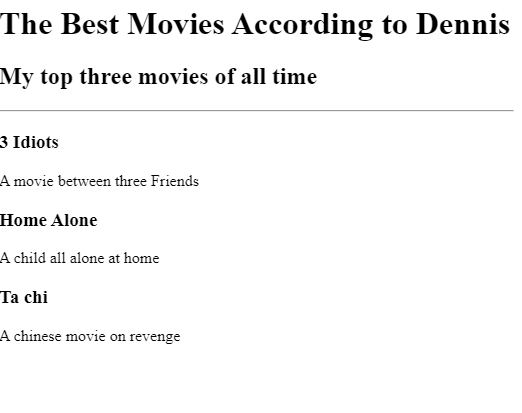 The Best Movies According to Dennis
My top three movies of all time
3 Idiots
A movie between three Friends
Home Alone
A child all alone at home
Ta chi
A chinese movie on revenge